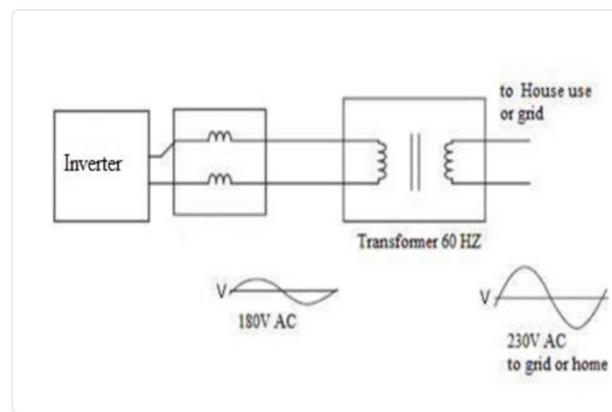 to House use
or grid
Inverter
Transformer 60 HZ
V
180V AC
V
230V AC
to grid or home